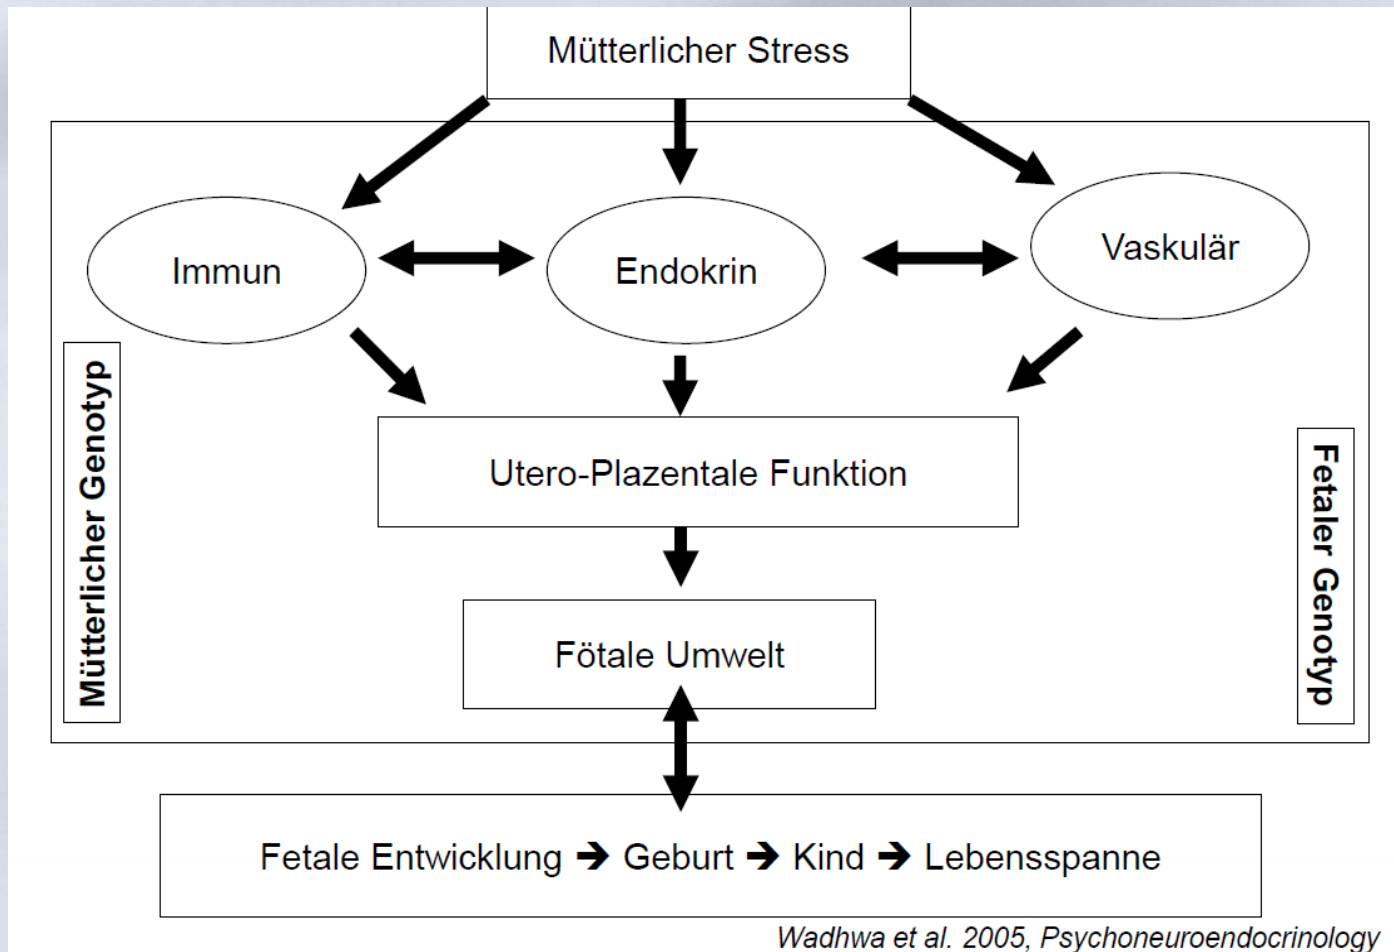 Mütterlicher Stress
Immun
Endokrin
Vaskulär
Mütterlicher Genotyp
Utero-Plazentale Funktion
Fetaler Genotyp
Fötale Umwelt
Fetale Entwicklung ➔ Geburt ➔ Kind ➔ Lebensspanne
Wadhwa et al. 2005, Psychoneuroendocrinology